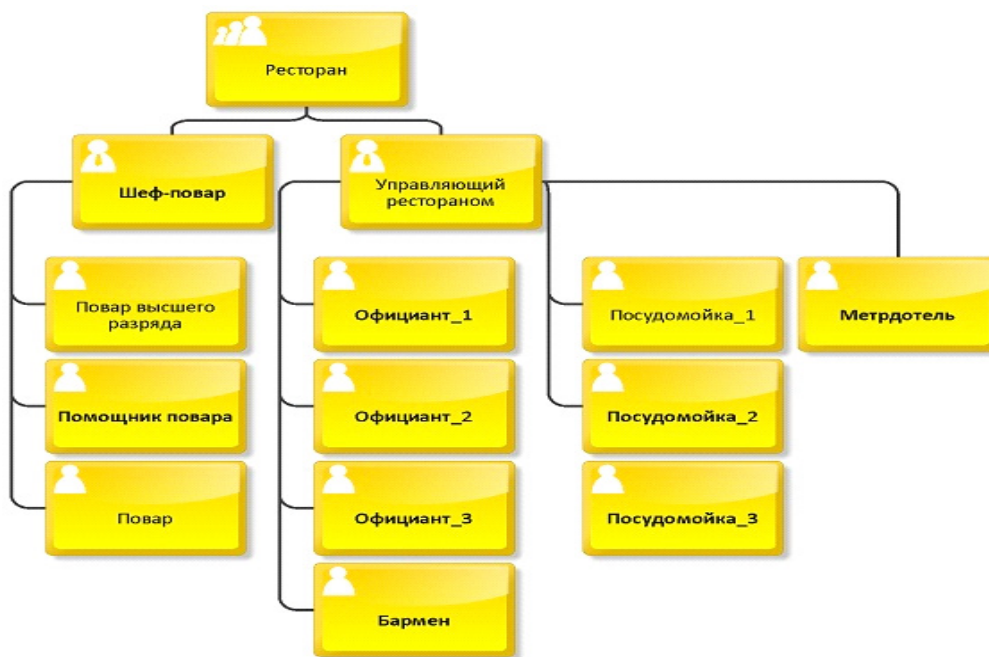 Ресторан
Шеф-повар
Управляющий
рестораном
Повар высшего
разряда
Официант_1
Посудомойка_1
Метрдотель
Помощник повара
Официант_2
Посудомойка_2
Повар
Официант_3
Посудомойка_3
Бармен